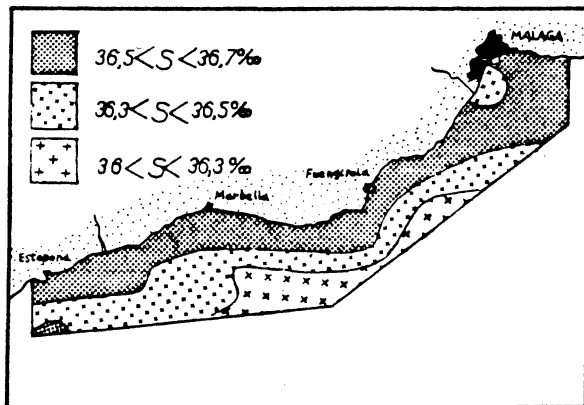 MALAGA
36,5<S<36,7‰
36,3<S<36,5‰
36<S<36,3‰
Fuengirola
Marbella
Estepona